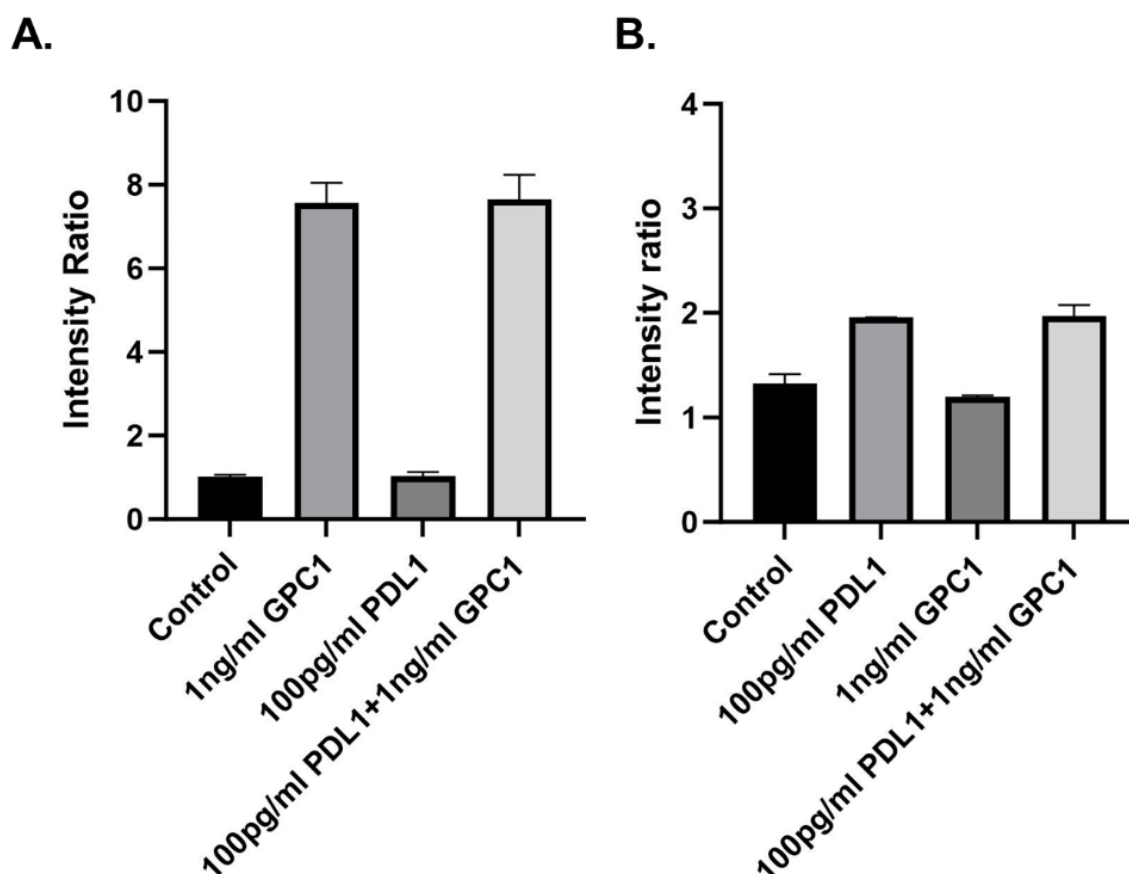 A.
Intensity Ratio
10
8
6
4
2
0
Control
1ng/ml GPC1
100pg/ml PDL1
100pg/ml PDL1+1ng/ml GPC1
B.
Intensity ratio
4
3
2
1
0
Control
100pg/ml PDL1
1ng/ml GPC1
100pg/ml PDL1+1ng/ml GPC1